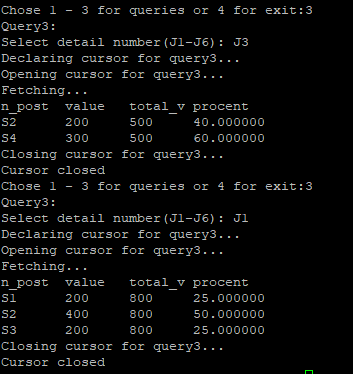 Chose 1 - 3 for queries or 4 for exit:3
Query3:
Select detail number(J1-J6): J3
Declaring cursor for query3...
Opening cursor for query3...
Fetching...
n_post  value   total_v procent
S2      200     500     40.000000
S4      300     500     60.000000
Closing cursor for query3...
Cursor closed
Chose 1 - 3 for queries or 4 for exit:3
Query3:
Select detail number(J1-J6): J1
Declaring cursor for query3...
Opening cursor for query3...
Fetching...
n_post  value   total_v procent
S1      200     800     25.000000
S2      400     800     50.000000
S3      200     800     25.000000
Closing cursor for query3...
Cursor closed